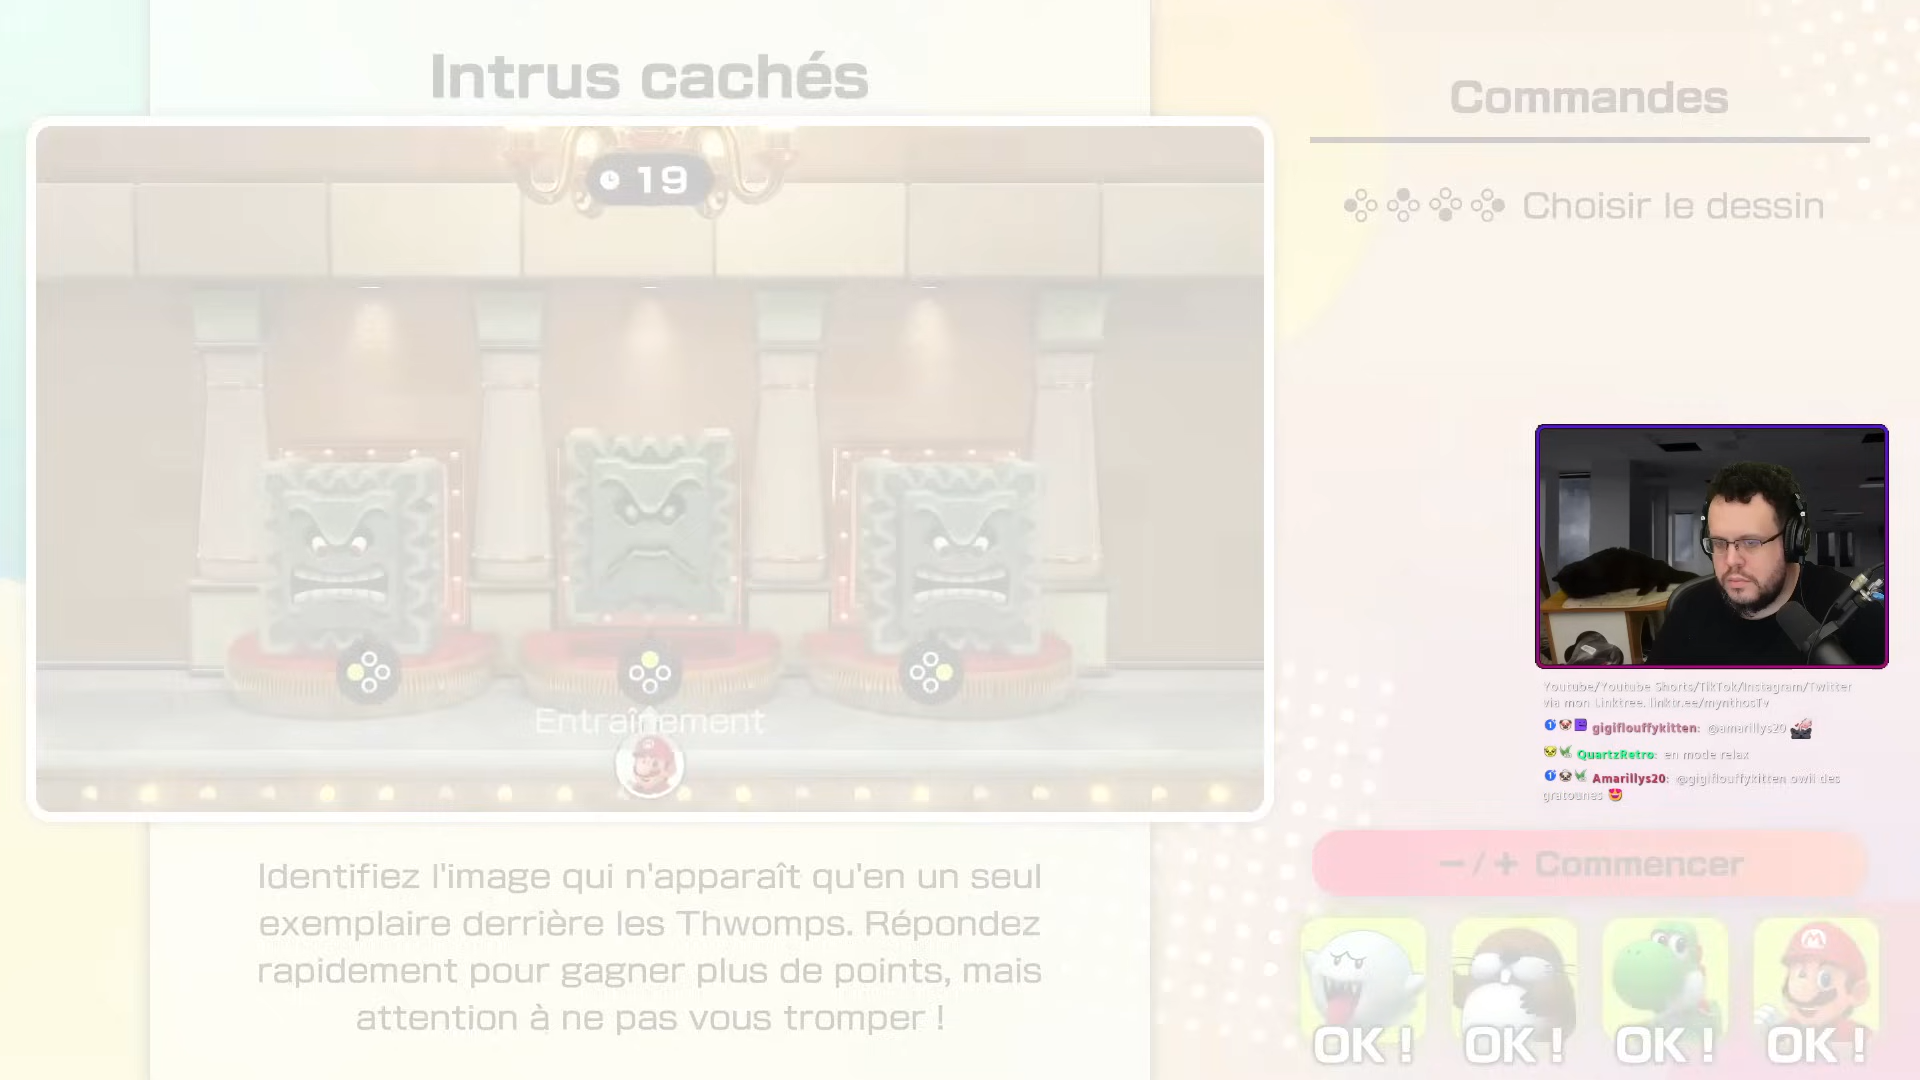 Intrus cachés
19
Entraînement
Identifiez l'image qui n'apparaît qu'en un seul
exemplaire derrière les Thwomps. Répondez
rapidement pour gagner plus de points, mais
attention à ne pas vous tromper !
Commandes
Choisir le dessin
Youtube/Youtube Shorts/TikTok/Instagram/Twitter
via mon Linktree. linktr.ee/mynthosTv
gigiflouffykitten: @amarillys20
QuartzRetro: en mode relax
Amarillys20: @gigiflouffykitten owii des
gratounes
− / + Commencer
OK !
OK !
OK !
OK !